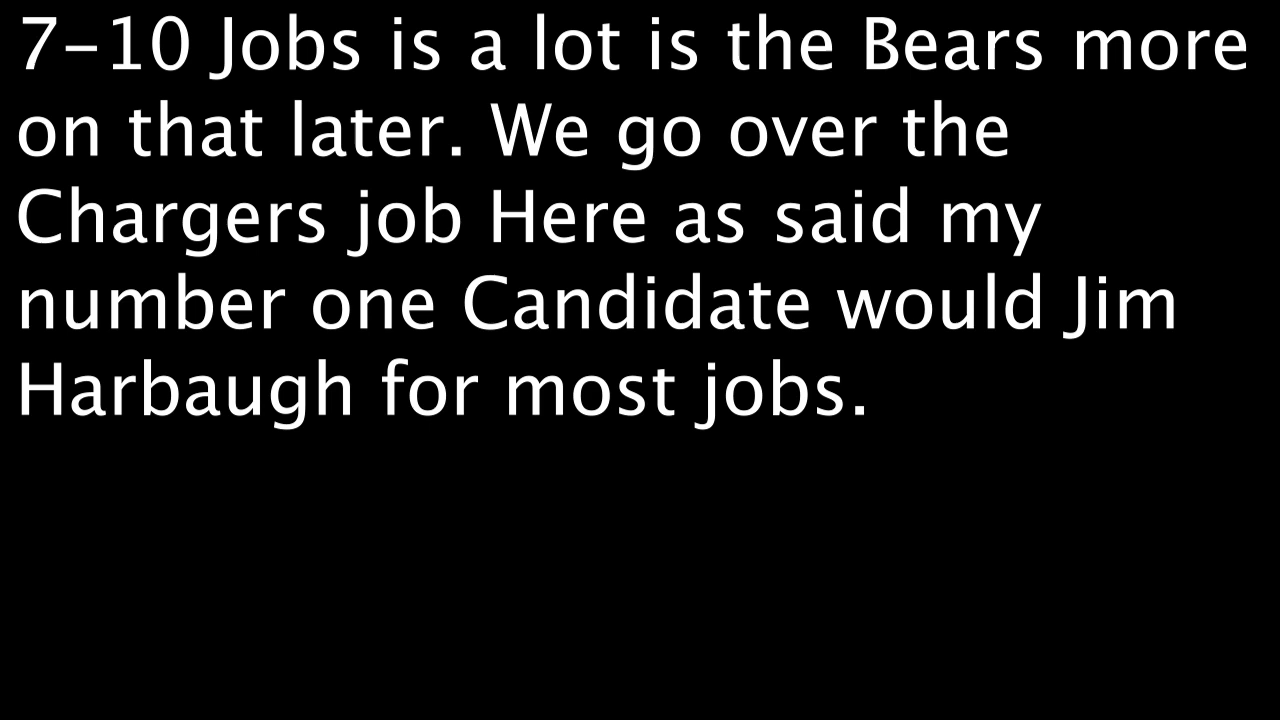 7-10 Jobs is a lot is the Bears more
on that later. We go over the
Chargers job Here as said my
number one Candidate would Jim
Harbaugh for most jobs.